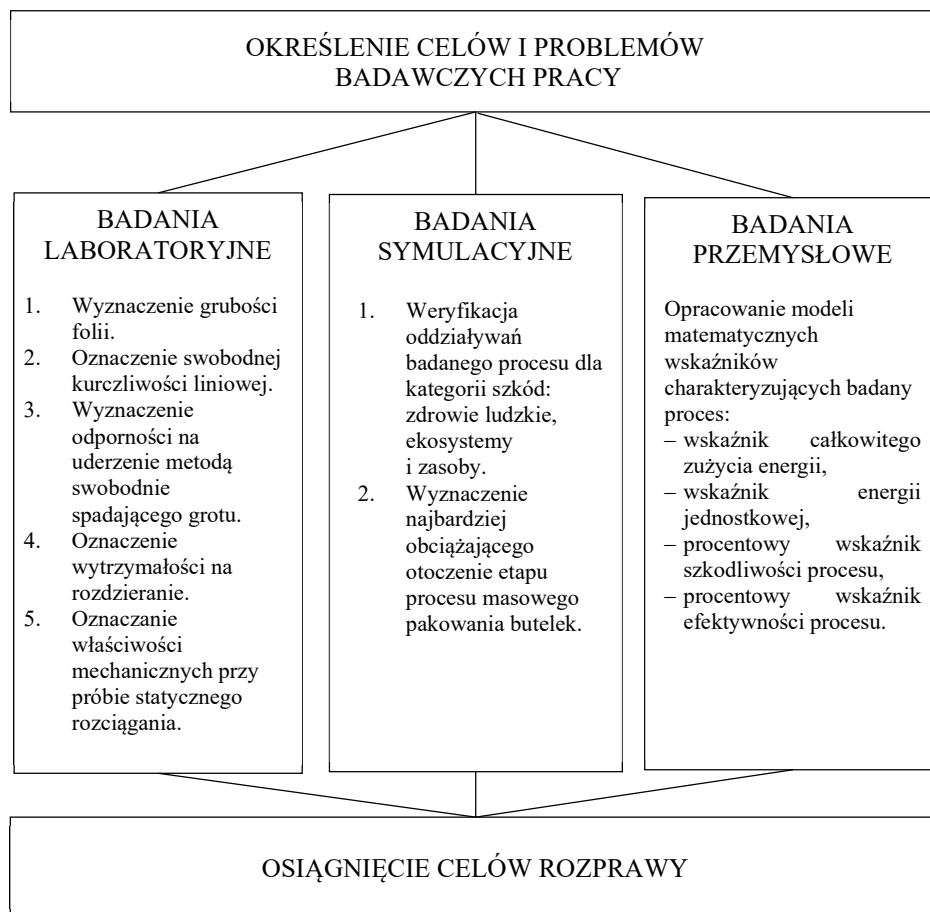 OKREŚLENIE CELÓW I PROBLEMÓW
BADAWCZYCH PRACY
BADANIA
LABORATORYJNE
1. Wyznaczenie grubości
folii.
2. Oznaczenie swobodnej
kurczliwości liniowej.
3. Wyznaczenie
odporności na
uderzenie metodą
swobodnie
spadającego grotu.
4. Oznaczenie
wytrzymałości na
rozdzieranie.
5. Oznaczanie
właściwości
mechanicznych przy
próbie statycznego
rozciągania.
BADANIA
SYMULACYJNE
1. Weryfikacja
oddziaływań
badanego procesu dla
kategorii szkód:
zdrowie ludzkie,
ekosystemy
i zasoby.
2. Wyznaczenie
najbardziej
obciążającego
otoczenie etapu
procesu masowego
pakowania butelek.
BADANIA
PRZEMYSŁOWE
Opracowanie modeli
matematycznych
wskaźników
charakteryzujących badany
proces:
– wskaźnik całkowitego
zużycia energii,
– wskaźnik energii
jednostkowej,
– procentowy wskaźnik
szkodliwości procesu,
– procentowy wskaźnik
efektywności procesu.
OSIĄGNIĘCIE CELÓW ROZPRAWY